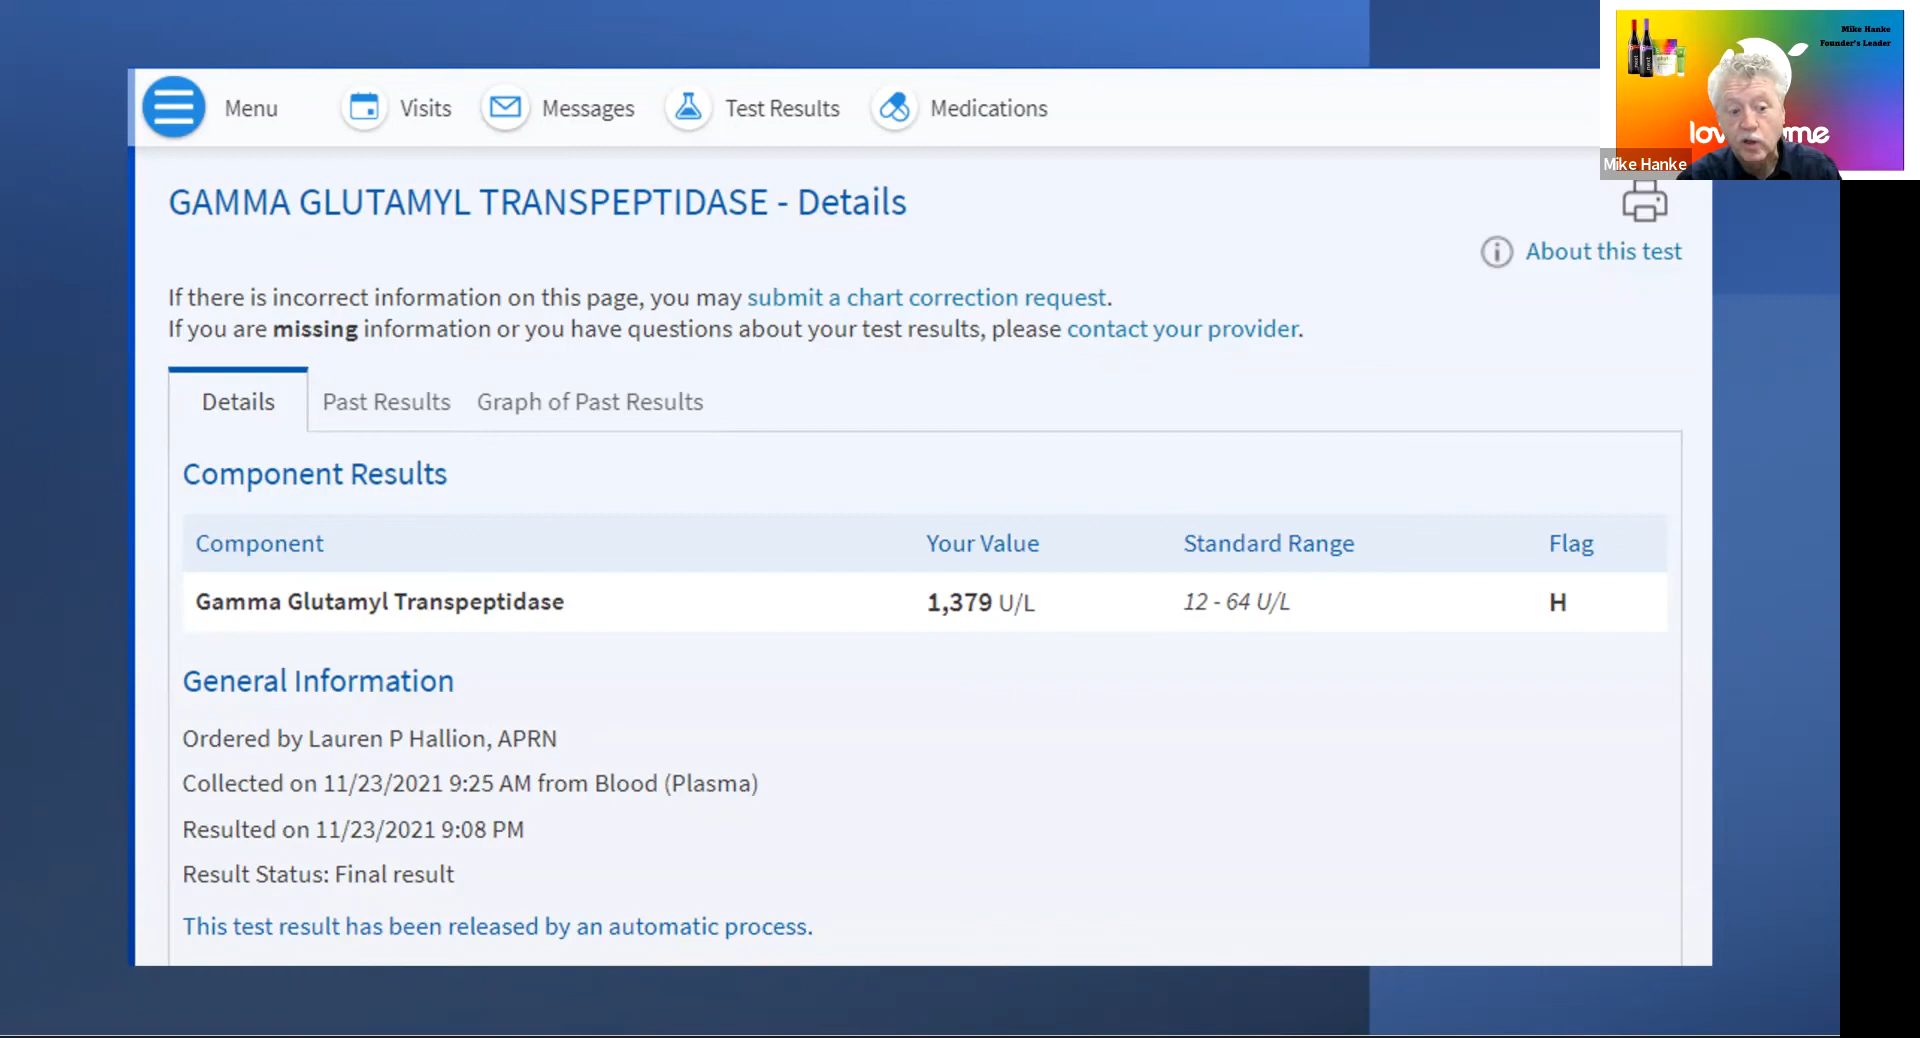 Mike Hanke
Founder's Leader
Mike Hanke
Menu
Visits
Messages
Test Results
Medications
GAMMA GLUTAMYL TRANSPEPTIDASE - Details
About this test
If there is incorrect information on this page, you may submit a chart correction request.
If you are missing information or you have questions about your test results, please contact your provider.
Details
Past Results
Graph of Past Results
Component Results
Component Your Value Standard Range Flag
Gamma Glutamyl Transpeptidase 1,379 U/L 12 - 64 U/L H
General Information
Ordered by Lauren P Hallion, APRN
Collected on 11/23/2021 9:25 AM from Blood (Plasma)
Resulted on 11/23/2021 9:08 PM
Result Status: Final result
This test result has been released by an automatic process.